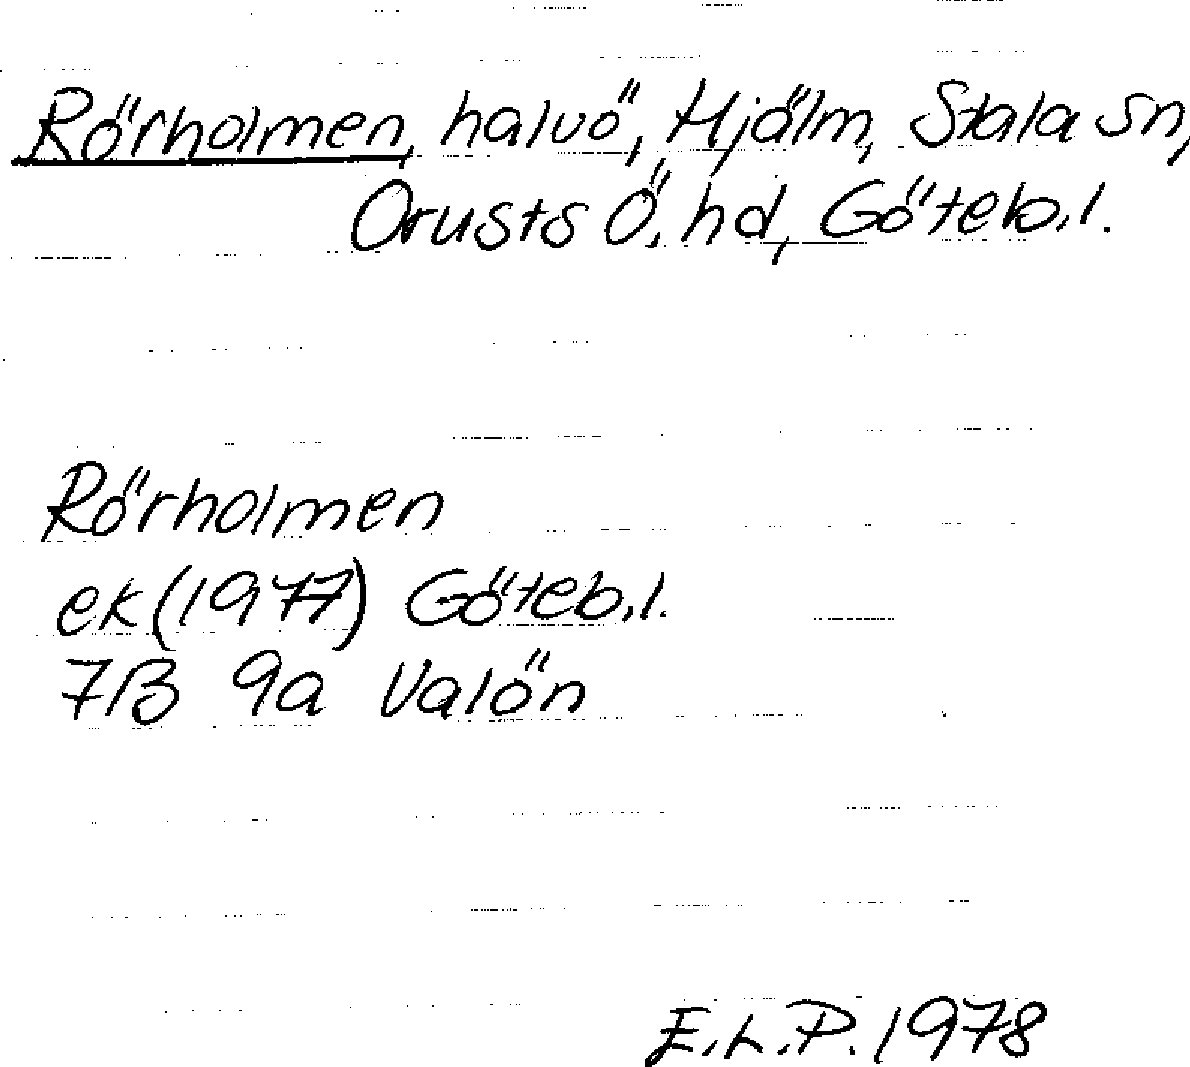 Rörholmen, halvö, Hjälm, Stala sn,
Orusts Ö. hd, Göteb. l.
Rörholmen
ek (1977) Göteb. l.
7B 9a Valön
E.L.P. 1978